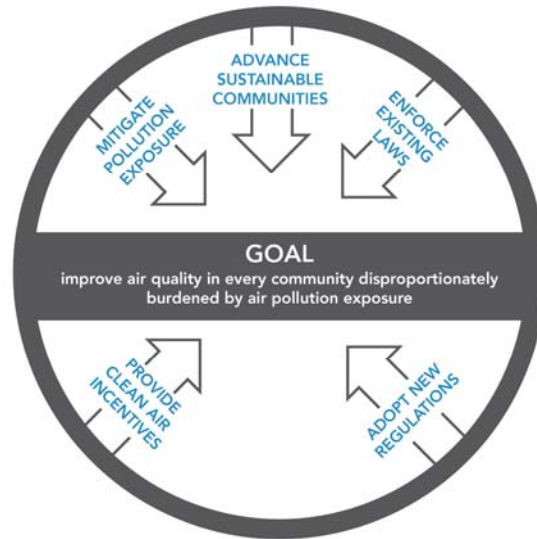 ADVANCE
SUSTAINABLE
COMMUNITIES
MITIGATE
POLLUTION
EXPOSURE
ENFORCE
EXISTING
LAWS
GOAL
improve air quality in every community disproportionately
burdened by air pollution exposure
PROVIDE
CLEAN AIR
INCENTIVES
ADOPT NEW
REGULATIONS